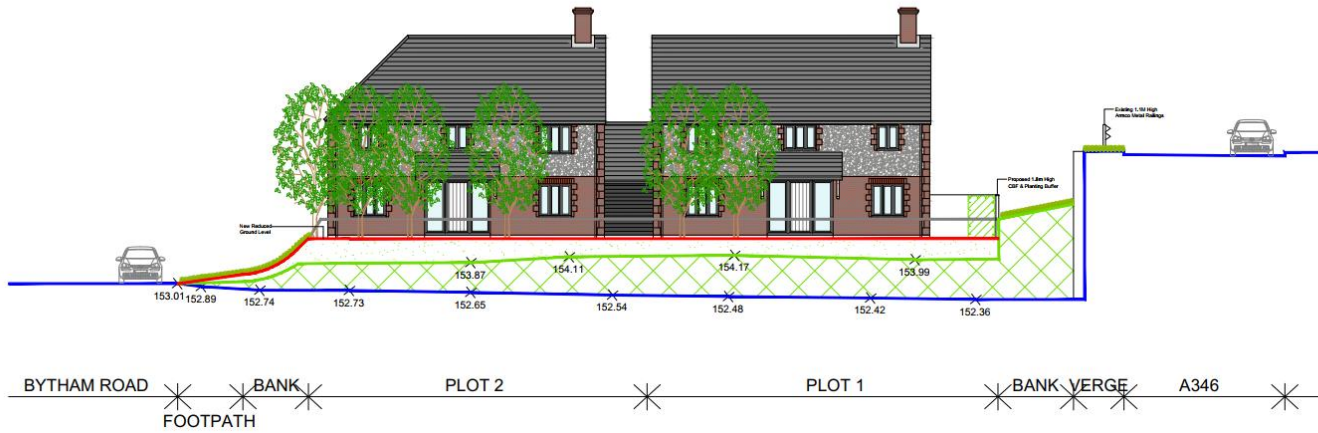 Existing 1.1M High
Armco Metal Railings
Proposed 1.8m High
CBF & Planting Buffer
New Reduced
Ground Level
153.01
152.89
152.74
152.73
153.87
152.65
154.11
152.54
154.17
152.48
153.99
152.42
152.36
BYTHAM ROAD
FOOTPATH
BANK
PLOT 2
PLOT 1
BANK
VERGE
A346